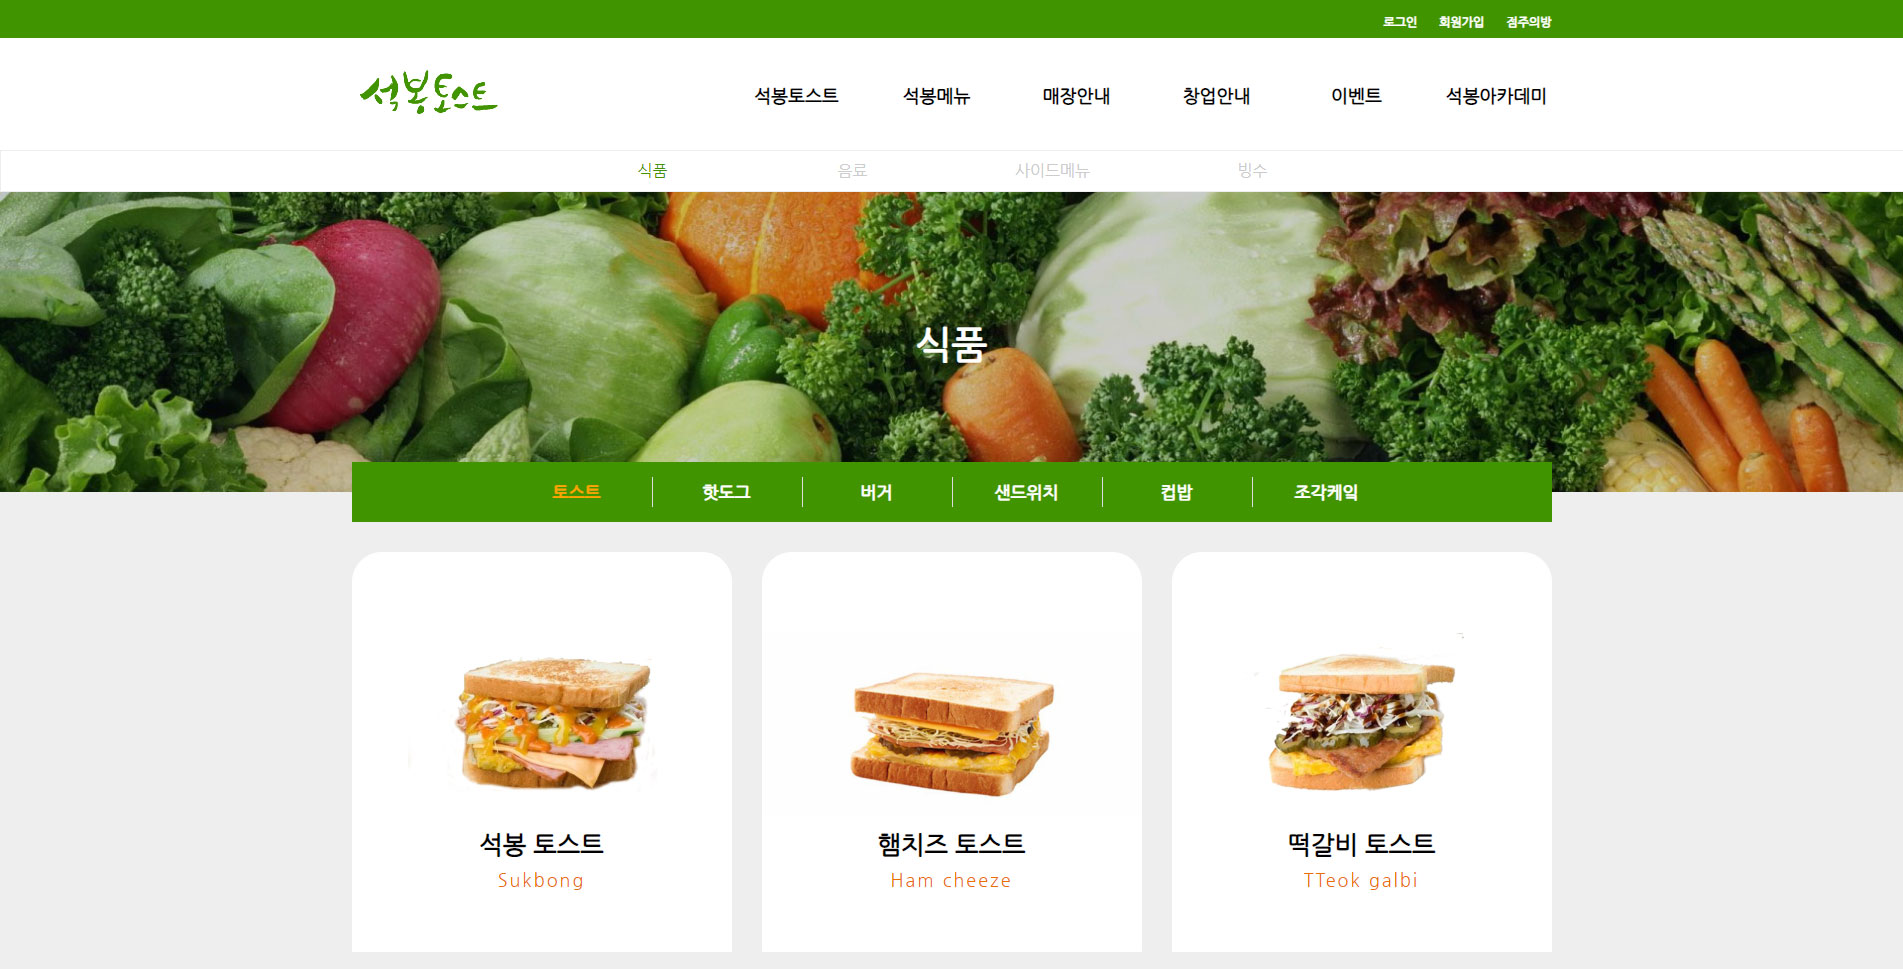 로그인 회원가입 점주의방
석봉토스트
석봉토스트 석봉메뉴 매장안내 창업안내 이벤트 석봉아카데미
식품 음료 사이드메뉴 빙수
식품
토스트 핫도그 버거 샌드위치 컵밥 조각케잌
석봉 토스트 햄치즈 토스트 떡갈비 토스트
Sukbong Ham cheeze TTeok galbi